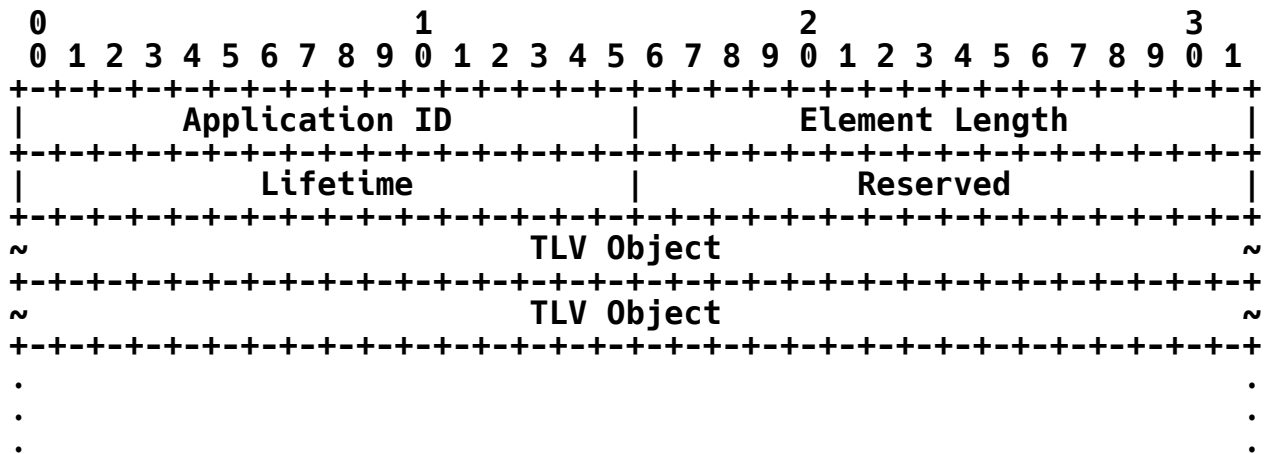 0                   1                   2                   3
 0 1 2 3 4 5 6 7 8 9 0 1 2 3 4 5 6 7 8 9 0 1 2 3 4 5 6 7 8 9 0 1
+-+-+-+-+-+-+-+-+-+-+-+-+-+-+-+-+-+-+-+-+-+-+-+-+-+-+-+-+-+-+-+-+
|        Application ID         |        Element Length         |
+-+-+-+-+-+-+-+-+-+-+-+-+-+-+-+-+-+-+-+-+-+-+-+-+-+-+-+-+-+-+-+-+
|            Lifetime           |           Reserved            |
+-+-+-+-+-+-+-+-+-+-+-+-+-+-+-+-+-+-+-+-+-+-+-+-+-+-+-+-+-+-+-+-+
~                          TLV Object                           ~
+-+-+-+-+-+-+-+-+-+-+-+-+-+-+-+-+-+-+-+-+-+-+-+-+-+-+-+-+-+-+-+-+
~                          TLV Object                           ~
+-+-+-+-+-+-+-+-+-+-+-+-+-+-+-+-+-+-+-+-+-+-+-+-+-+-+-+-+-+-+-+-+
.                                                               .
.                                                               .
.                                                               .